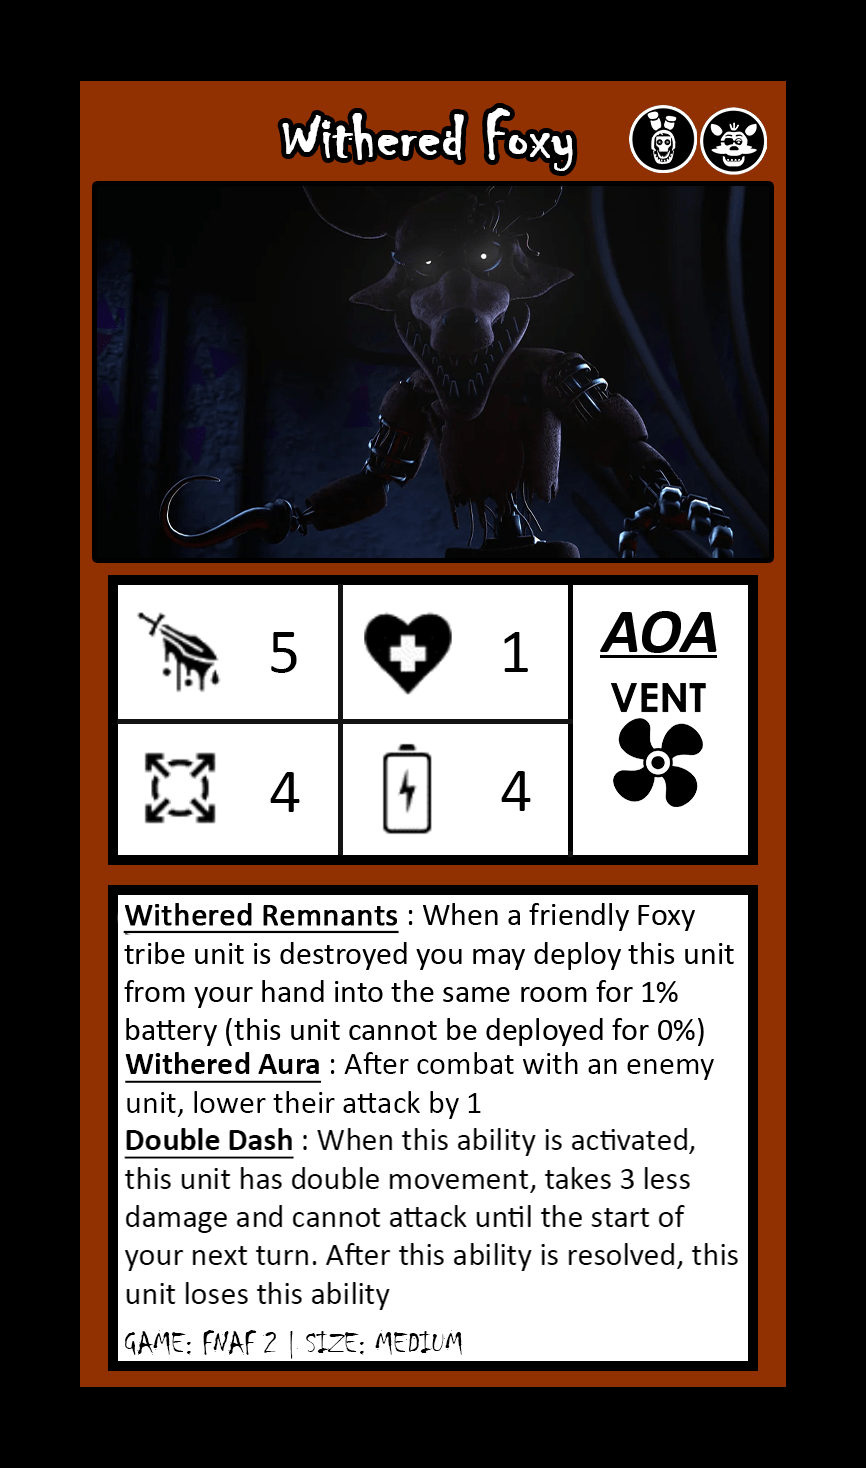 Withered Foxy
5
1
AOA
VENT
4
4
Withered Remnants : When a friendly Foxy
tribe unit is destroyed you may deploy this unit
from your hand into the same room for 1%
battery (this unit cannot be deployed for 0%)
Withered Aura : After combat with an enemy
unit, lower their attack by 1
Double Dash : When this ability is activated,
this unit has double movement, takes 3 less
damage and cannot attack until the start of
your next turn. After this ability is resolved, this
unit loses this ability
GAME: FNAF 2 | SIZE: MEDIUM